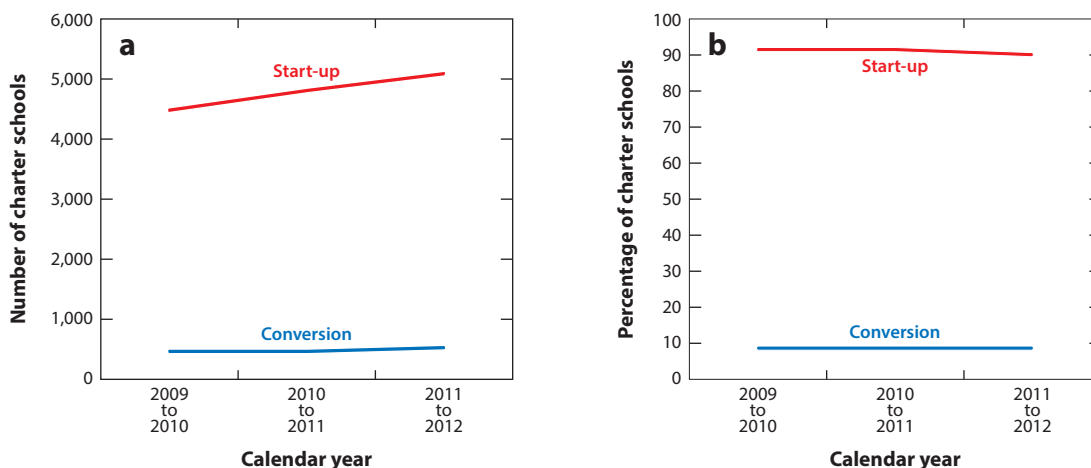 a
Number of charter schools
6,000
5,000
4,000
3,000
2,000
1,000
0
Start-up
Conversion
2009
to
2010
2010
to
2011
2011
to
2012
Calendar year
b
Percentage of charter schools
100
90
80
70
60
50
40
30
20
10
0
Start-up
Conversion
2009
to
2010
2010
to
2011
2011
to
2012
Calendar year